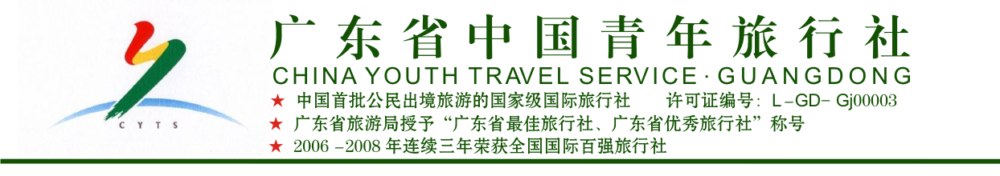 广东省中国青年旅行社
CHINA YOUTH TRAVEL SERVICE·GUANGDONG
★ 中国首批公民出境旅游的国家级国际旅行社 许可证编号: L-GD- Gj00003
★ 广东省旅游局授予“广东省最佳旅行社、广东省优秀旅行社”称号
★ 2006 -2008 年连续三年荣获全国国际百强旅行社
CYTS